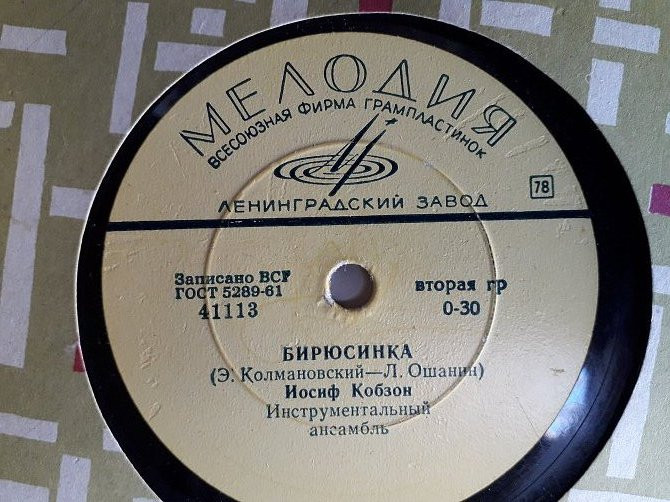 МЕЛОДИЯ
ВСЕСОЮЗНАЯ ФИРМА ГРАМПЛАСТИНОК
78
ЛЕНИНГРАДСКИЙ ЗАВОД
Записано ВСГ
ГОСТ 5289-61
41113
вторая гр
0-30
БИРЮСИНКА
(Э. Колмановский—Л. Ошанин)
Иосиф Кобзон
Инструментальный
ансамбль